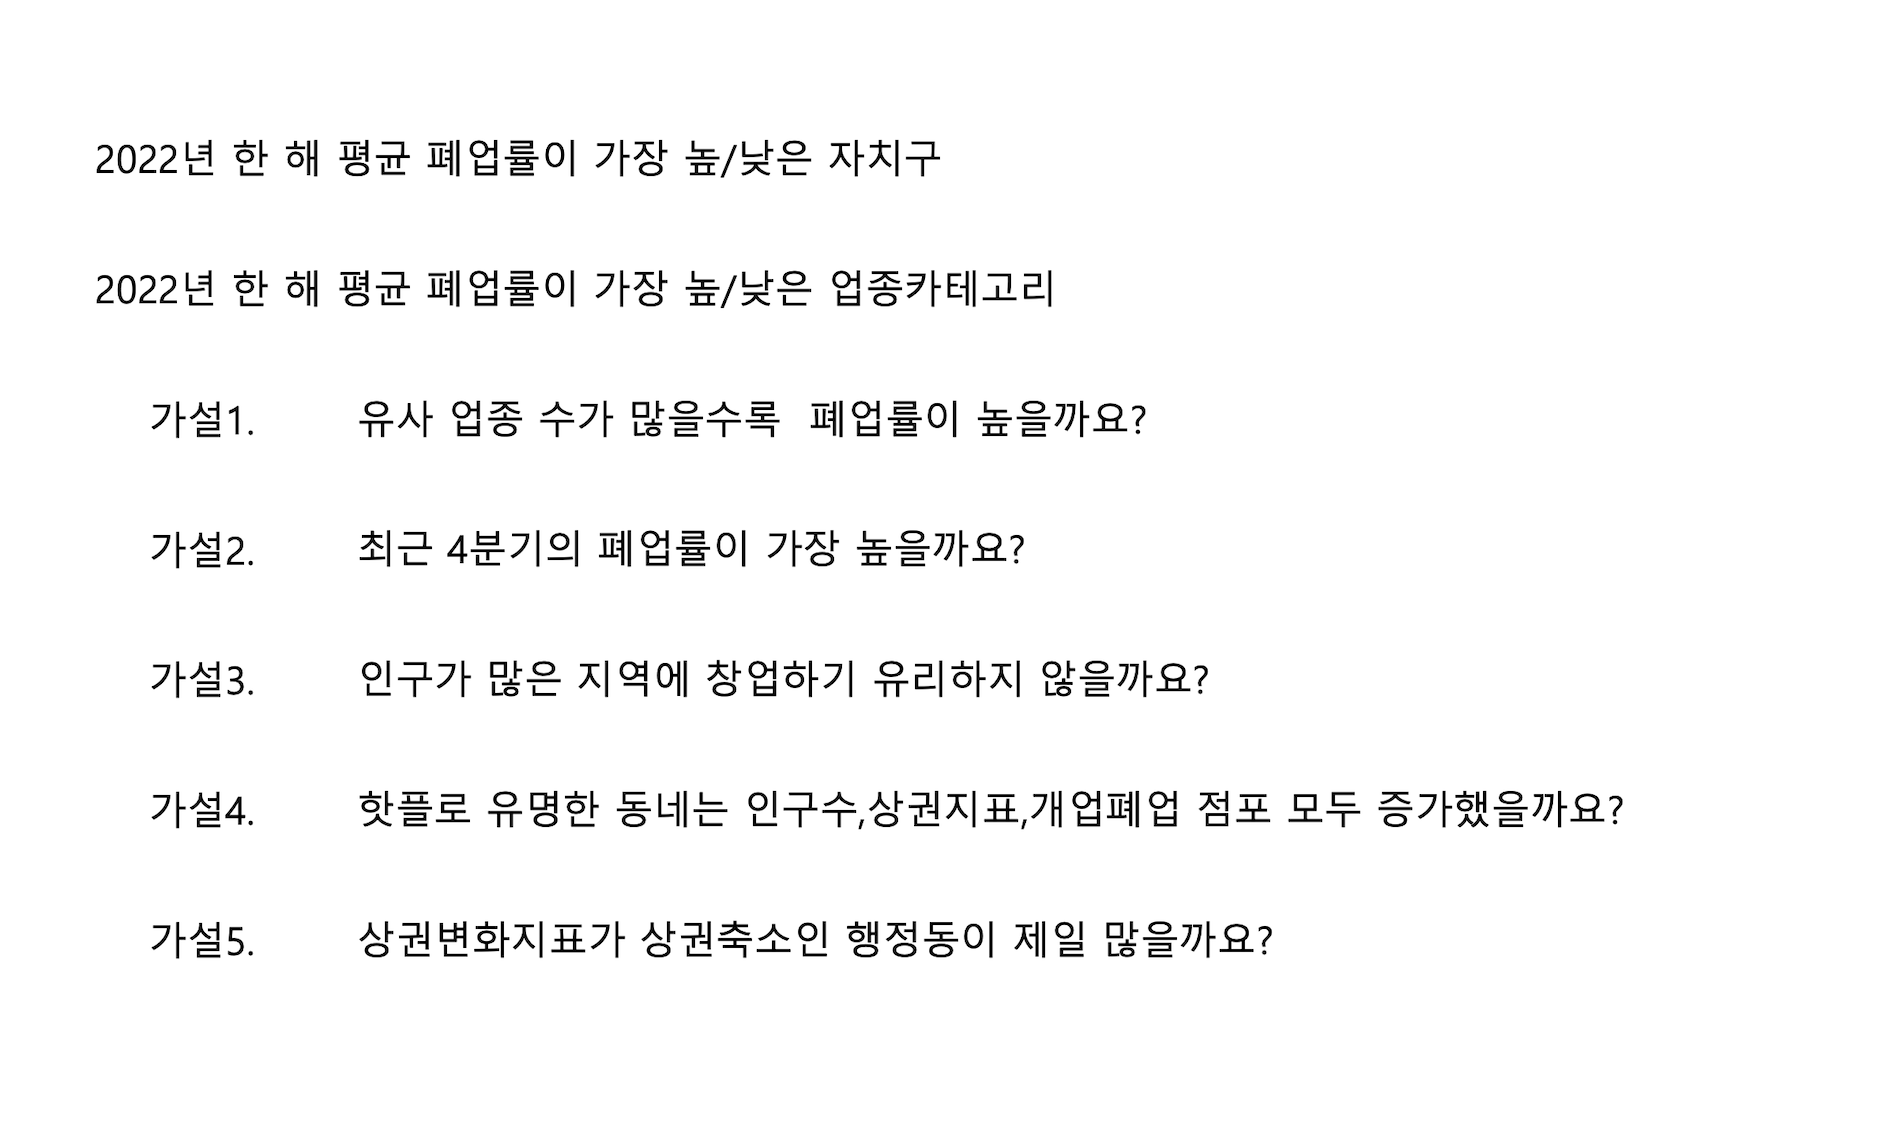 2022년 한 해 평균 폐업률이 가장 높/낮은 자치구
2022년 한 해 평균 폐업률이 가장 높/낮은 업종카테고리
가설1. 유사 업종 수가 많을수록 폐업률이 높을까요?
가설2. 최근 4분기의 폐업률이 가장 높을까요?
가설3. 인구가 많은 지역에 창업하기 유리하지 않을까요?
가설4. 핫플로 유명한 동네는 인구수,상권지표,개업폐업 점포 모두 증가했을까요?
가설5. 상권변화지표가 상권축소인 행정동이 제일 많을까요?